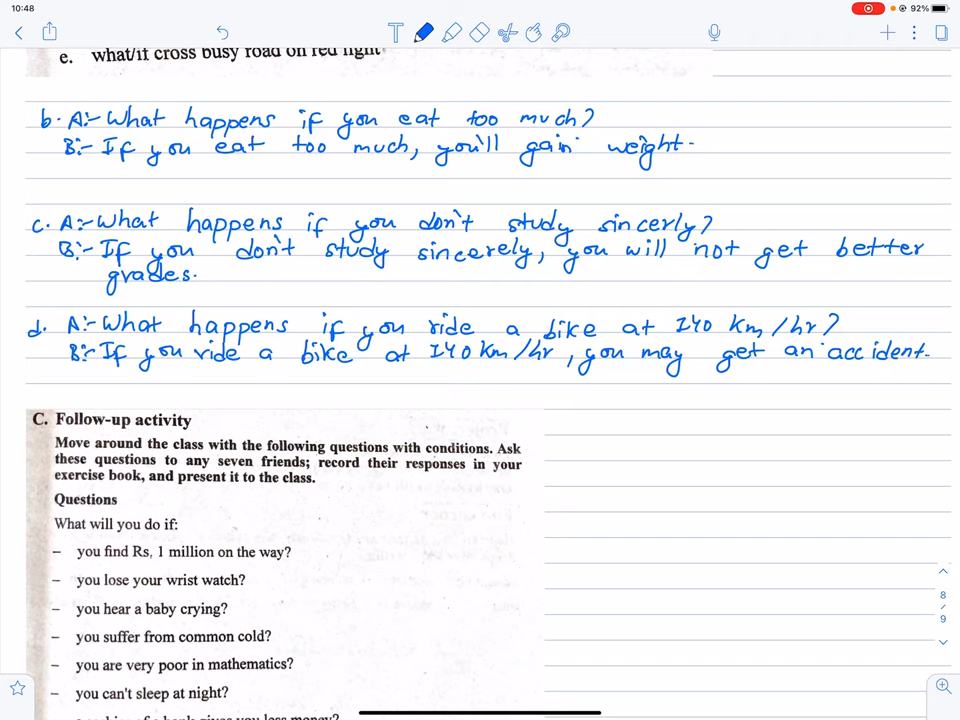 10:48
92%
e. what/if cross busy road on red light
b. A:- What happens if you eat too much?
B:- If you eat too much, you'll gain weight.
c. A:- What happens if you don't study sincerly?
B:- If you don't study sincerely, you will not get better
grades.
d. A:- What happens if you ride a bike at 140 Km/hr?
B:- If you ride a bike at 140 Km/hr, you may get an accident.
C. Follow-up activity
Move around the class with the following questions with conditions. Ask
these questions to any seven friends; record their responses in your
exercise book, and present it to the class.
Questions
What will you do if:
– you find Rs, 1 million on the way?
– you lose your wrist watch?
– you hear a baby crying?
– you suffer from common cold?
– you are very poor in mathematics?
– you can't sleep at night?
8
/
9